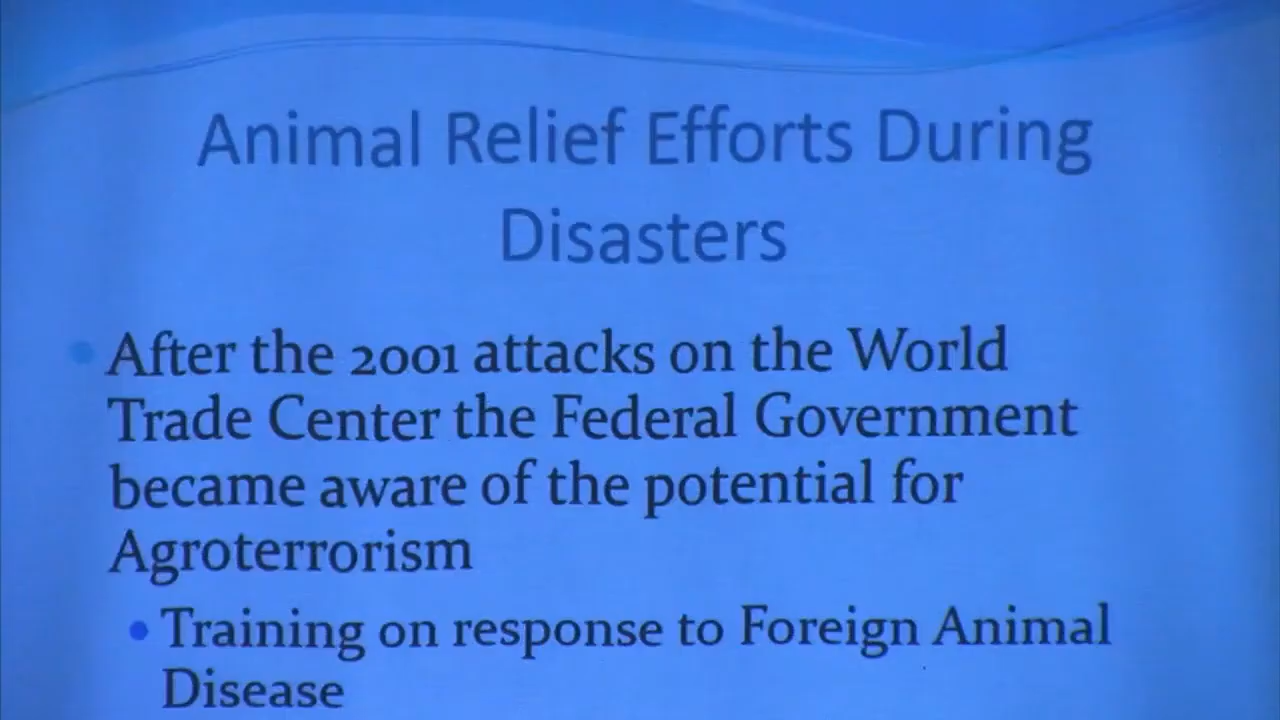 Animal Relief Efforts During
Disasters
After the 2001 attacks on the World
Trade Center the Federal Government
became aware of the potential for
Agroterrorism
Training on response to Foreign Animal
Disease